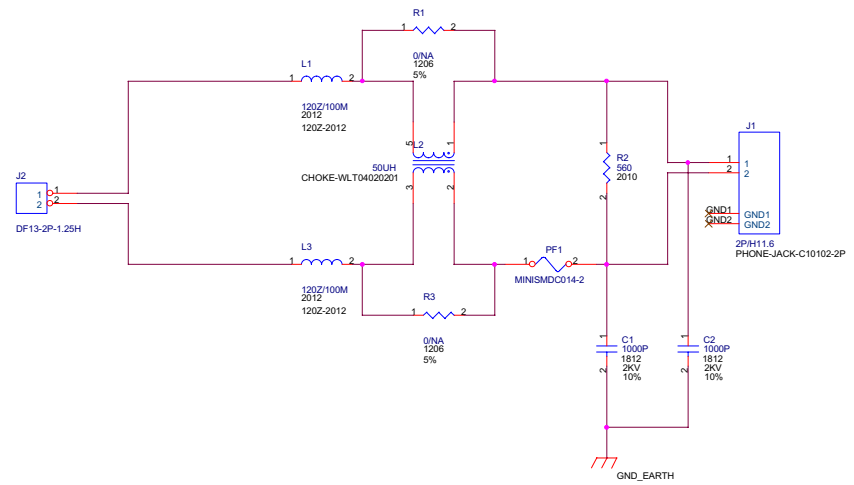 R1
1 2
0/NA
1206
5%
L1
1 2
120Z/100M
2012
120Z-2012
5 1
L2
50UH
CHOKE-WLT04020201
3 2
J2
1 1
2 2
DF13-2P-1.25H
L3
1 2
120Z/100M
2012
120Z-2012
R3
1 2
0/NA
1206
5%
PF1
1 2
MINISMDC014-2
1
R2
560
2010
2
J1
1 1
2 2
GND1 GND1
GND2 GND2
2P/H11.6
PHONE-JACK-C10102-2P
1
C1
1000P
1812
2KV
10%
2
1
C2
1000P
1812
2KV
10%
2
GND_EARTH